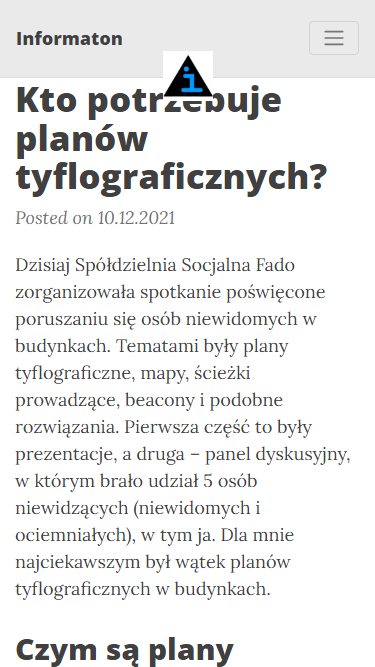 Informaton
Kto potrzebuje
planów
tyflograficznych?
Posted on 10.12.2021
Dzisiaj Spółdzielnia Socjalna Fado
zorganizowała spotkanie poświęcone
poruszaniu się osób niewidomych w
budynkach. Tematami były plany
tyflograficzne, mapy, ścieżki
prowadzące, beacony i podobne
rozwiązania. Pierwsza część to były
prezentacje, a druga – panel dyskusyjny,
w którym brało udział 5 osób
niewidzących (niewidomych i
ociemniałych), w tym ja. Dla mnie
najciekawszym był wątek planów
tyflograficznych w budynkach.
Czym są plany